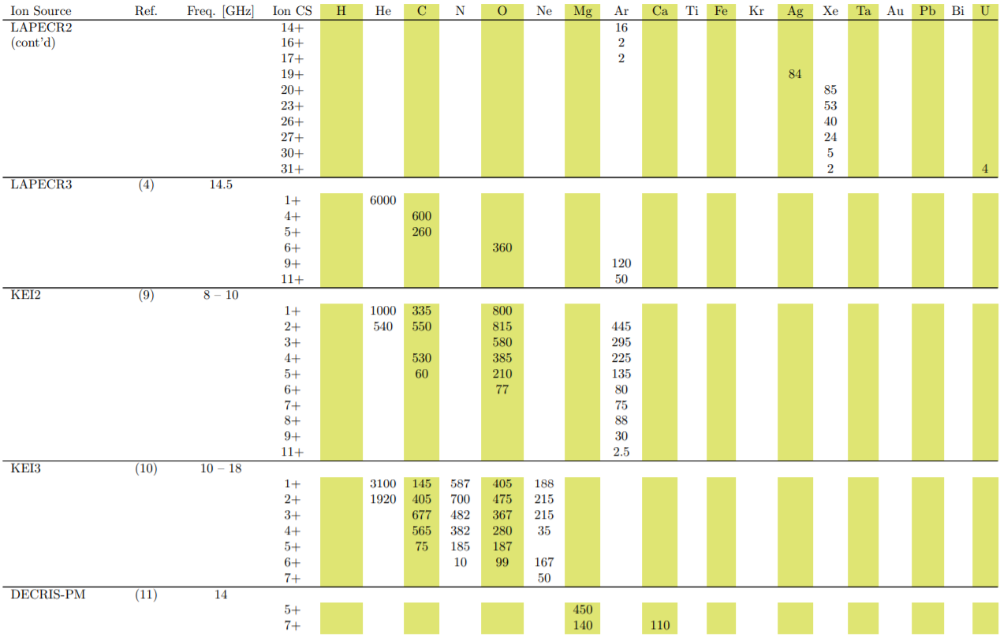 Ion Source Ref. Freq. [GHz] Ion CS H He C N O Ne Mg Ar Ca Ti Fe Kr Ag Xe Ta Au Pb Bi U
LAPECR2 14+ 16
(cont'd) 16+ 2
17+ 2
19+ 84
20+ 85
23+ 53
26+ 40
27+ 24
30+ 5
31+ 2 4
LAPECR3 (4) 14.5
1+ 6000
4+ 600
5+ 260
6+ 360
9+ 120
11+ 50
KEI2 (9) 8 – 10
1+ 1000 335 800
2+ 540 550 815 445
3+ 580 295
4+ 530 385 225
5+ 60 210 135
6+ 77 80
7+ 75
8+ 88
9+ 30
11+ 2.5
KEI3 (10) 10 – 18
1+ 3100 145 587 405 188
2+ 1920 405 700 475 215
3+ 677 482 367 215
4+ 565 382 280 35
5+ 75 185 187
6+ 10 99 167
7+ 50
DECRIS-PM (11) 14
5+ 450
7+ 140 110